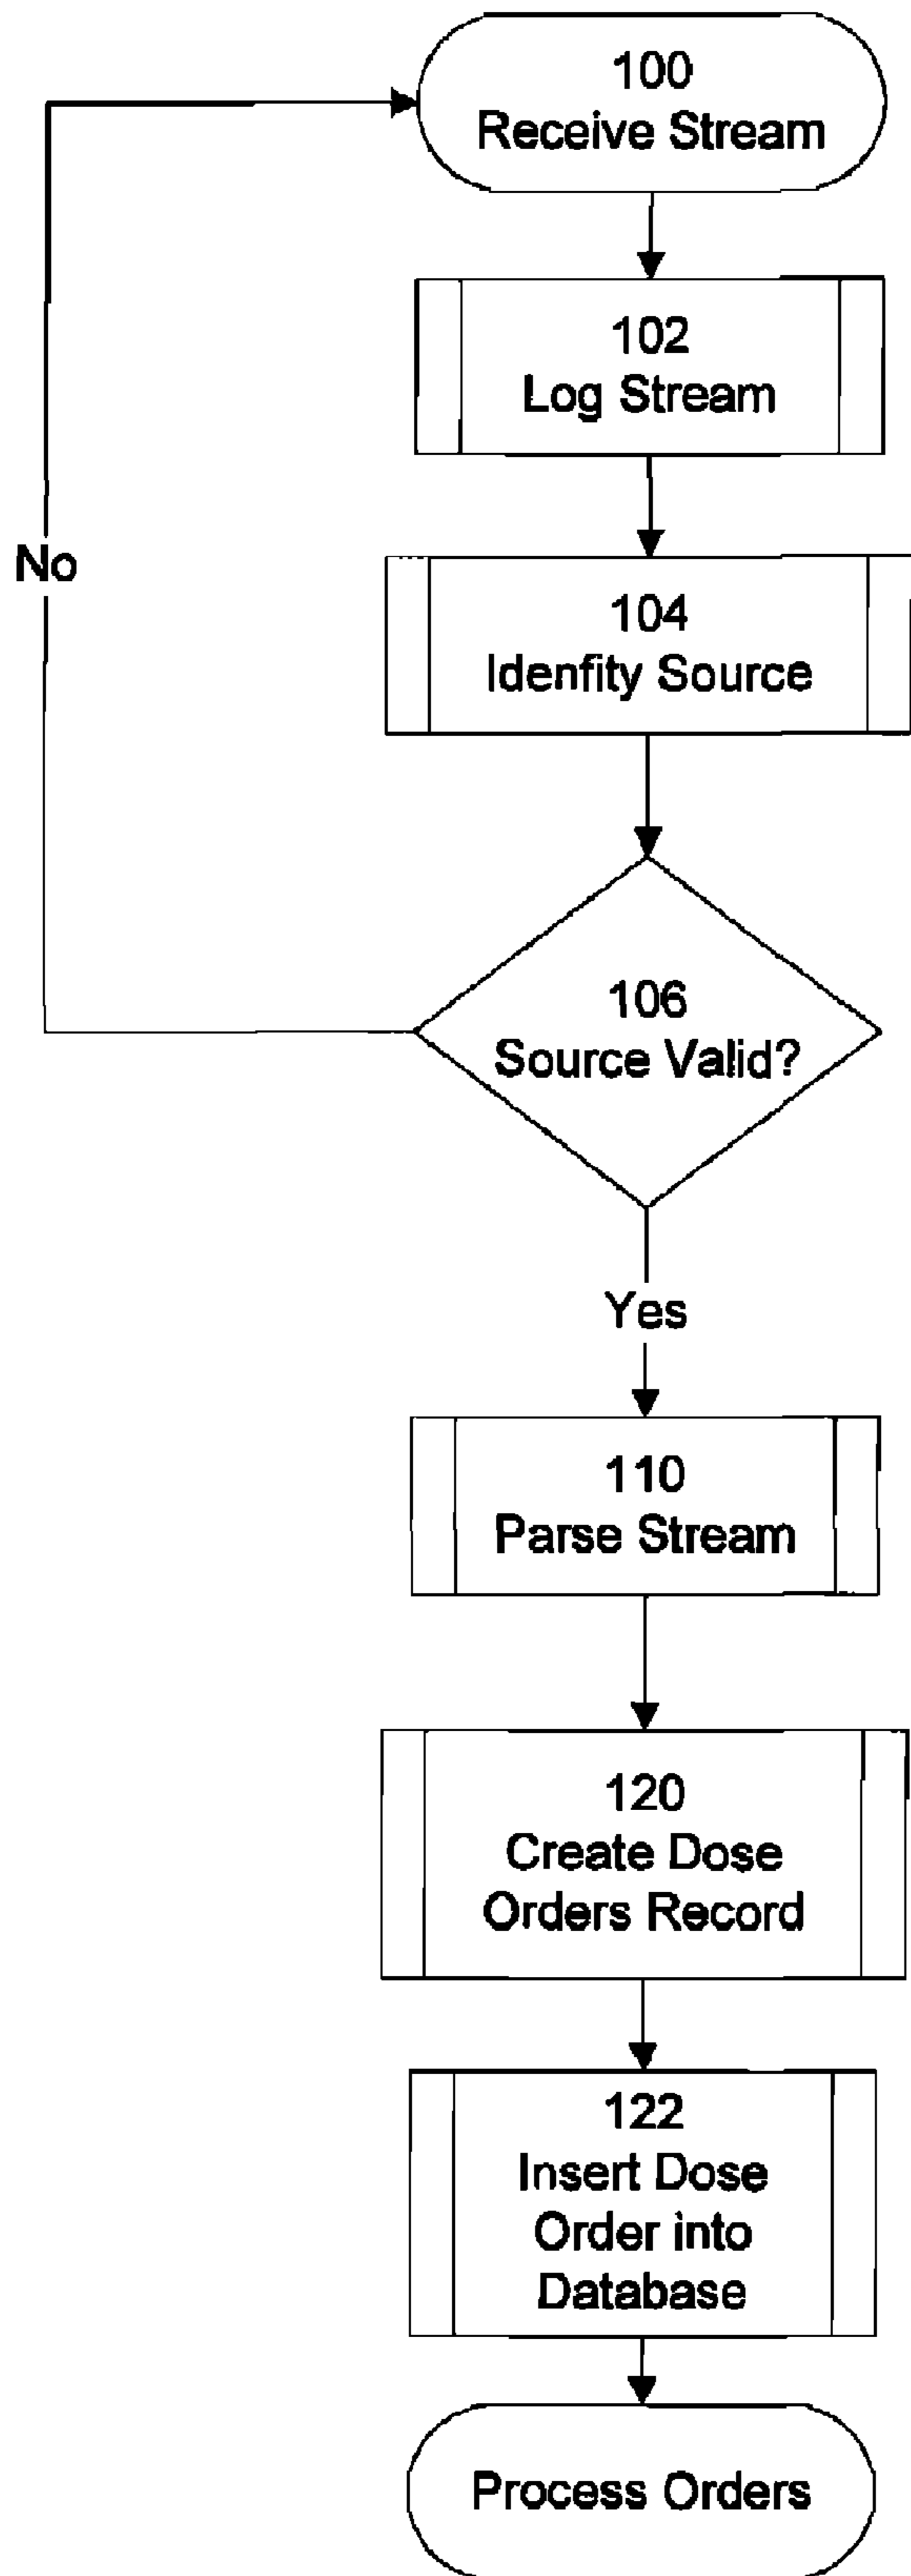 100
Receive Stream
102
Log Stream
104
Idenfity Source
106
Source Valid?
No
Yes
110
Parse Stream
120
Create Dose
Orders Record
122
Insert Dose
Order into
Database
Process Orders